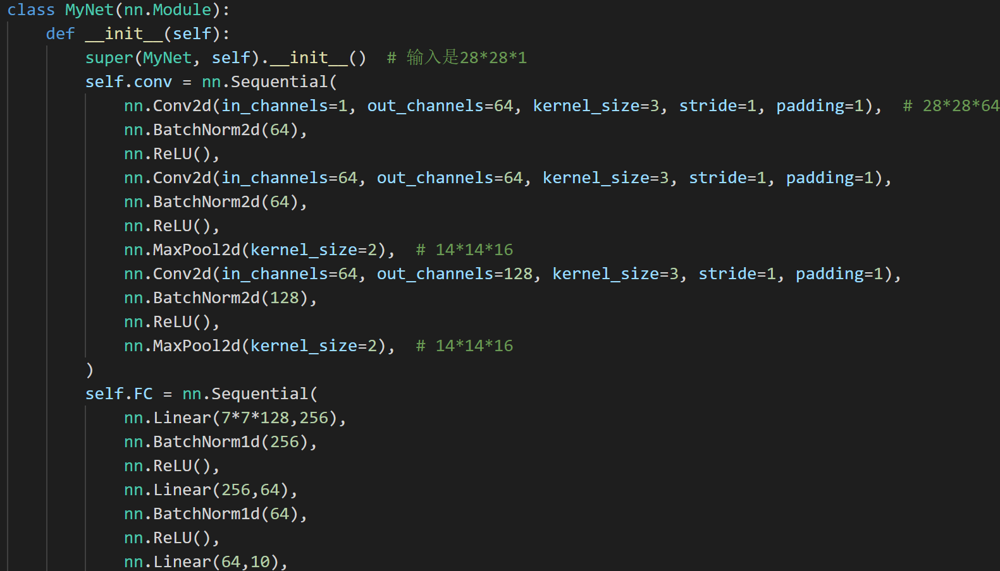 class MyNet(nn.Module):
    def __init__(self):
        super(MyNet, self).__init__()  # 输入是28*28*1
        self.conv = nn.Sequential(
            nn.Conv2d(in_channels=1, out_channels=64, kernel_size=3, stride=1, padding=1),  # 28*28*64
            nn.BatchNorm2d(64),
            nn.ReLU(),
            nn.Conv2d(in_channels=64, out_channels=64, kernel_size=3, stride=1, padding=1),
            nn.BatchNorm2d(64),
            nn.ReLU(),
            nn.MaxPool2d(kernel_size=2),  # 14*14*16
            nn.Conv2d(in_channels=64, out_channels=128, kernel_size=3, stride=1, padding=1),
            nn.BatchNorm2d(128),
            nn.ReLU(),
            nn.MaxPool2d(kernel_size=2),  # 14*14*16
        )
        self.FC = nn.Sequential(
            nn.Linear(7*7*128,256),
            nn.BatchNorm1d(256),
            nn.ReLU(),
            nn.Linear(256,64),
            nn.BatchNorm1d(64),
            nn.ReLU(),
            nn.Linear(64,10),